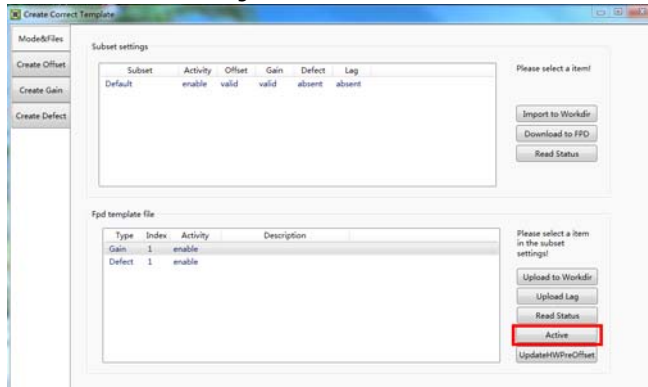 Create Correct Template
Mode&Files
Create Offset
Create Gain
Create Defect
Subset settings
Subset Activity Offset Gain Defect Lag
Default enable valid valid absent absent
Please select a item!
Import to Workdir
Download to FPD
Read Status
Fpd template file
Type Index Activity Description
Gain 1 enable
Defect 1 enable
Please select a item
in the subset
settings!
Upload to Workdir
Upload Lag
Read Status
Active
UpdateHWPreOffset